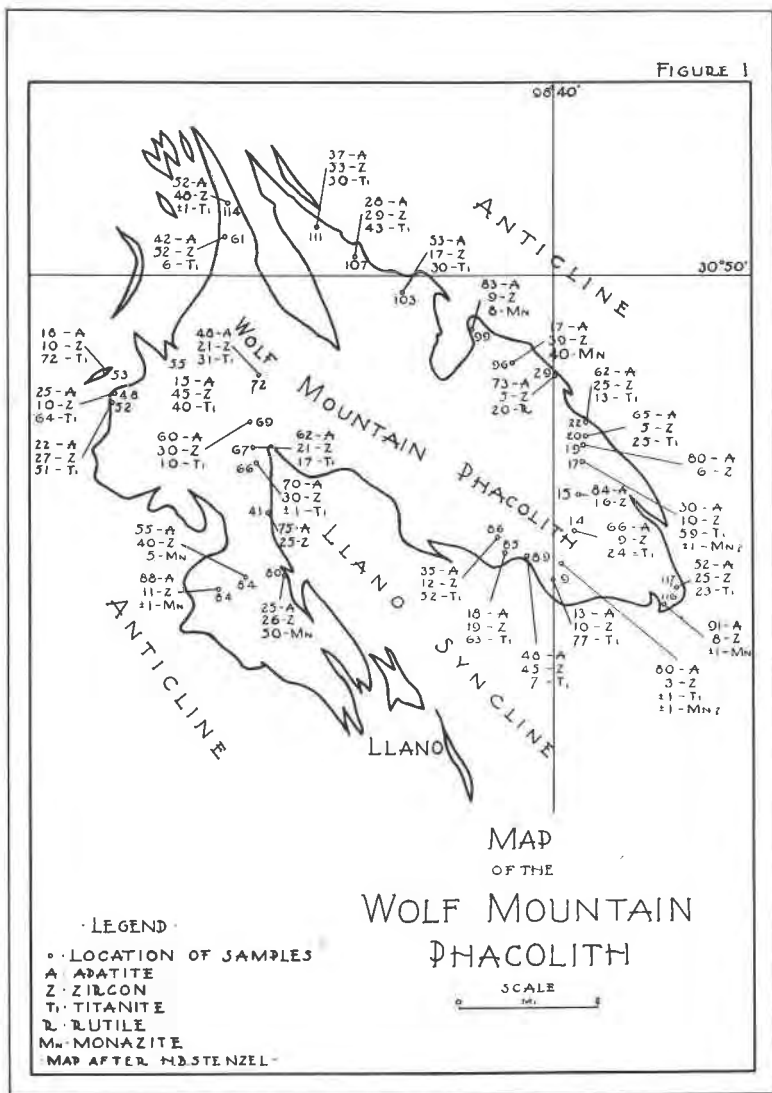 FIGURE 1
98°40'
37-A
33-Z
30-Ti
111
52-A
48-Z
±1-Ti
114
28-A
29-Z
43-Ti
107
ANTICLINE
42-A
52-Z
6-Ti
61
53-A
17-Z
30-Ti
103
30°50'
83-A
9-Z
8-Mn
99
17-A
39-Z
40-Mn
29
18-A
10-Z
72-Ti
53
48-A
21-Z
31-Ti
72
WOLF
MOUNTAIN
PHACOLITH
96
73-A
5-Z
20-R
62-A
25-Z
13-Ti
22
55
15-A
45-Z
40-Ti
25-A
10-Z
64-Ti
48
52
22-A
27-Z
51-Ti
65-A
5-Z
25-Ti
20
19
80-A
6-Z
17
69
60-A
30-Z
10-Ti
67
62-A
21-Z
17-Ti
66
70-A
30-Z
±1-Ti
15
84-A
16-Z
30-A
10-Z
59-Ti
±1-Mn?
41
75-A
25-Z
LLANO
SYNCLINE
14
66-A
9-Z
24-Ti
55-A
40-Z
5-Mn
84
86
35-A
12-Z
52-Ti
85
89
9
52-A
25-Z
23-Ti
117
116
88-A
11-Z
±1-Mn
84
80
25-A
26-Z
50-Mn
18-A
19-Z
63-Ti
13-A
10-Z
77-Ti
91-A
8-Z
±1-Mn
48-A
45-Z
7-Ti
80-A
3-Z
±1-Ti
±1-Mn?
ANTICLINE
LLANO
MAP
OF THE
WOLF MOUNTAIN
PHACOLITH
SCALE
0
·LEGEND·
∘·LOCATION OF SAMPLES
A·APATITE
Z·ZIRCON
Ti·TITANITE
R·RUTILE
Mn·MONAZITE
·MAP AFTER H.B.STENZEL·